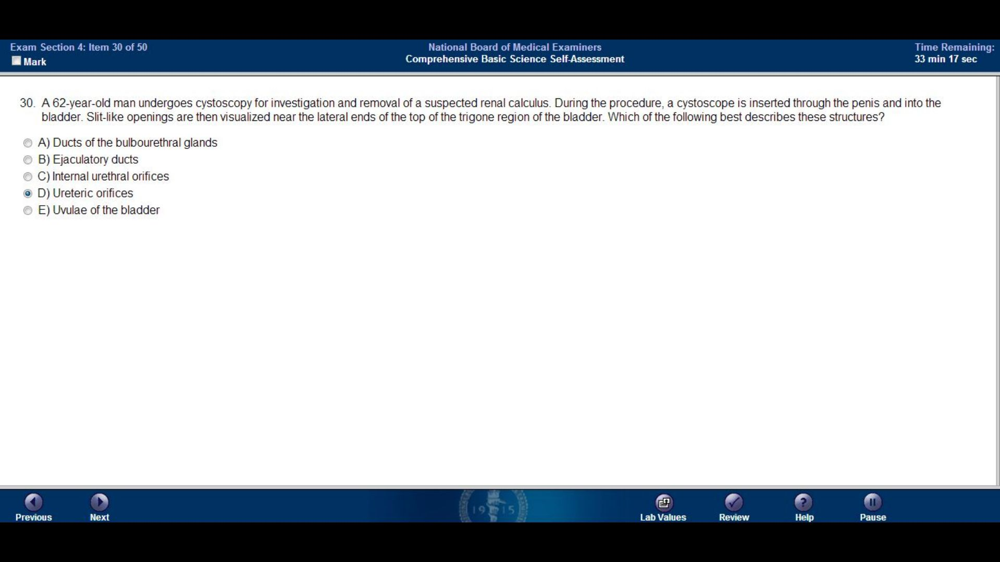 Exam Section 4: Item 30 of 50
National Board of Medical Examiners
Time Remaining:
Mark
Comprehensive Basic Science Self-Assessment
33 min 17 sec
30. A 62-year-old man undergoes cystoscopy for investigation and removal of a suspected renal calculus. During the procedure, a cystoscope is inserted through the penis and into the
bladder. Slit-like openings are then visualized near the lateral ends of the top of the trigone region of the bladder. Which of the following best describes these structures?
A) Ducts of the bulbourethral glands
B) Ejaculatory ducts
C) Internal urethral orifices
D) Ureteric orifices
E) Uvulae of the bladder
1915
Previous
Next
Lab Values
Review
Help
Pause